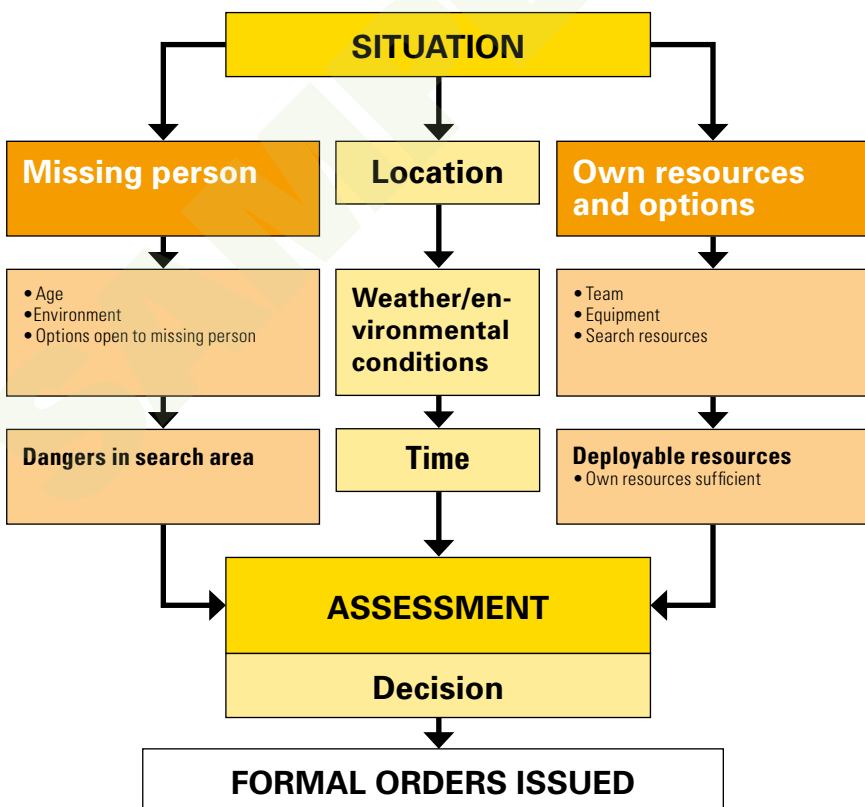 SITUATION
Missing person
• Age
•Environment
• Options open to missing person
Dangers in search area
Location
Weather/en-
vironmental
conditions
Time
Own resources
and options
• Team
• Equipment
• Search resources
Deployable resources
• Own resources sufficient
ASSESSMENT
Decision
FORMAL ORDERS ISSUED